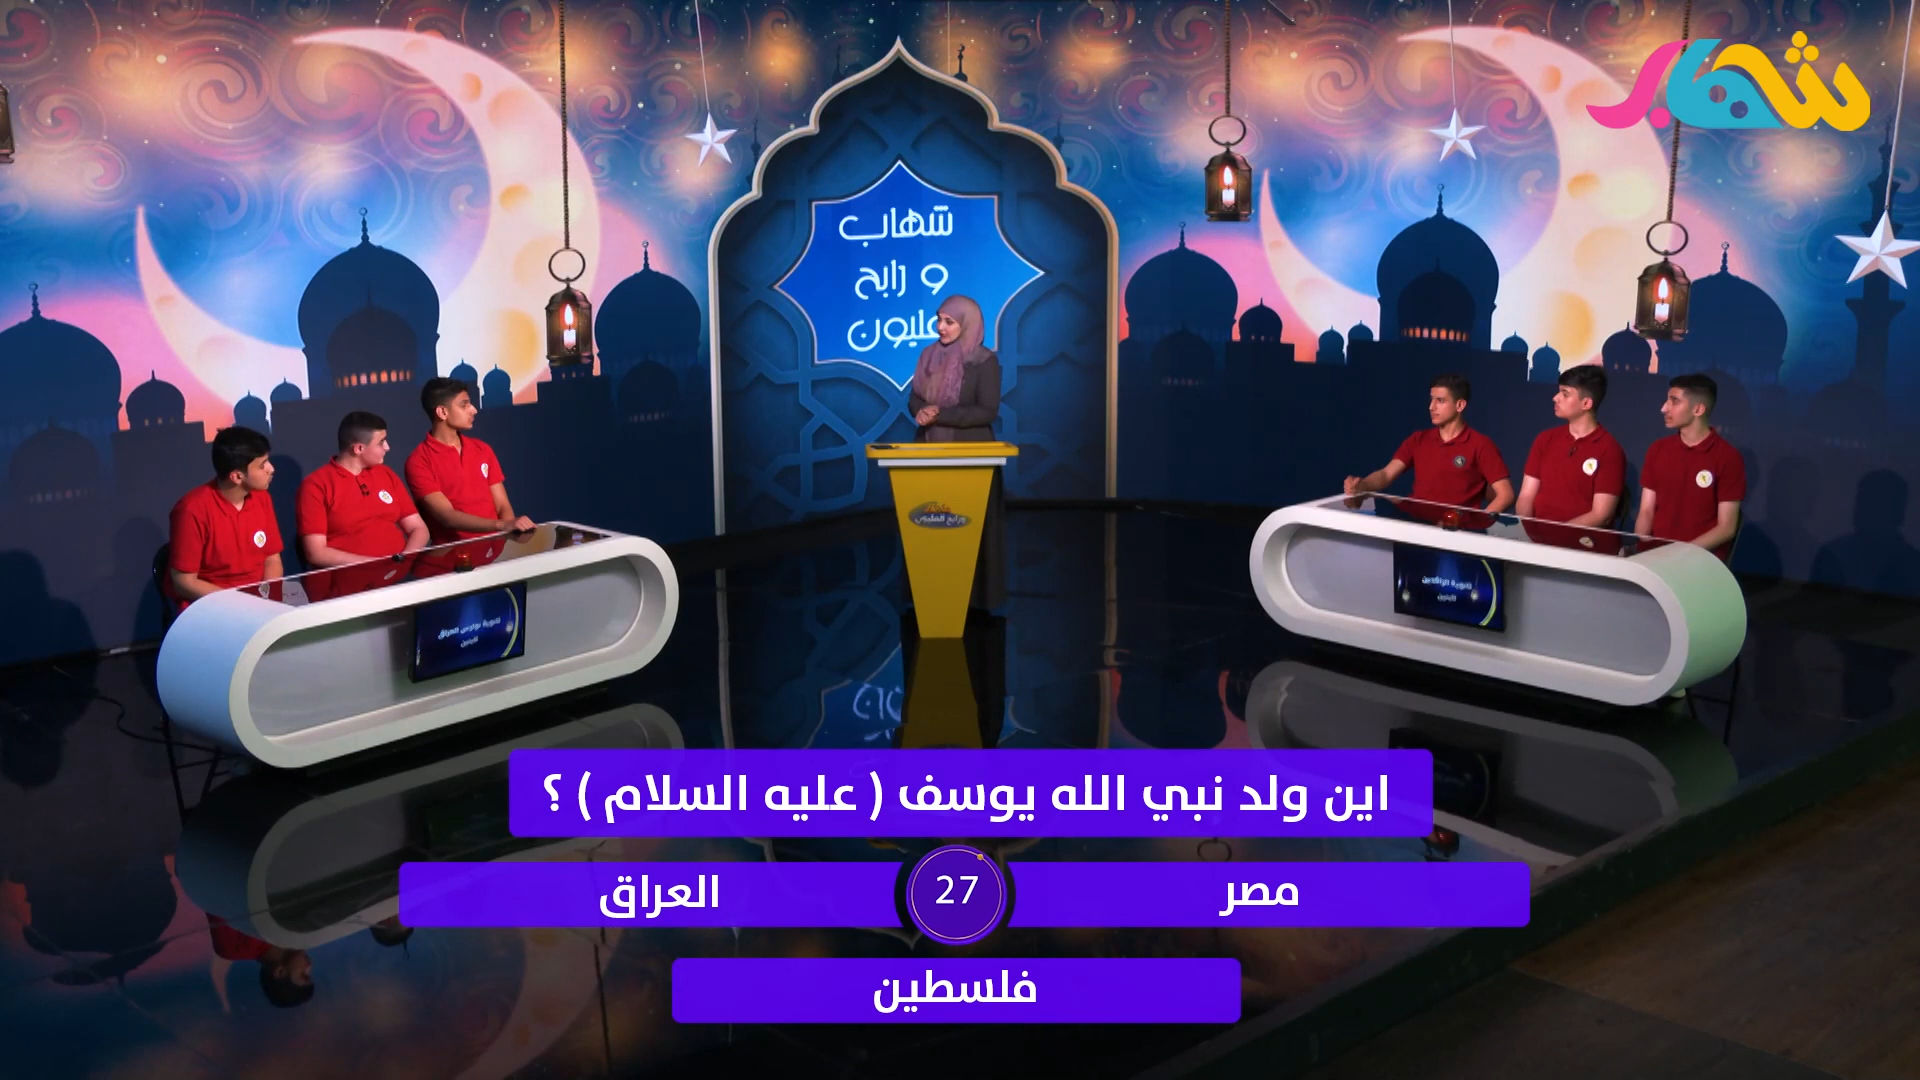 شهاب
شهاب
و رابح
عليون
اين ولد نبي الله يوسف ( عليه السلام ) ؟
مصر
27
العراق
فلسطين